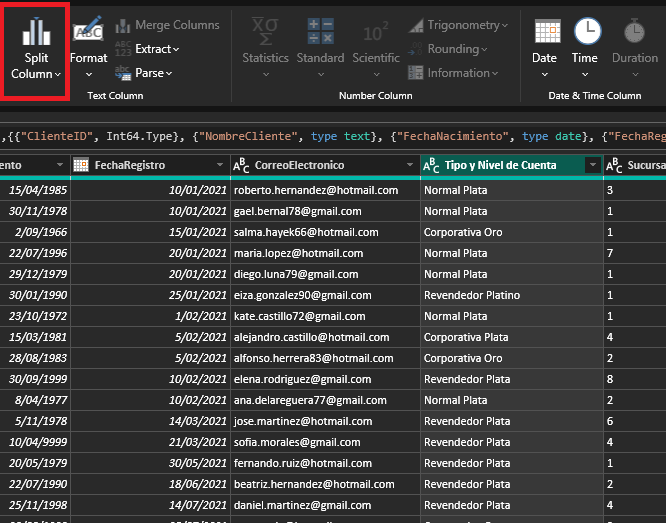 Split
Column
Format
Merge Columns
Extract
Parse
Text Column
Statistics
Standard
Scientific
Trigonometry
Rounding
Information
Number Column
Date
Time
Duration
Date & Time Column
,{{"ClienteID", Int64.Type}, {"NombreCliente", type text}, {"FechaNacimiento", type date}, {"FechaReg
ento FechaRegistro CorreoElectronico Tipo y Nivel de Cuenta Sucursa
15/04/1985 10/01/2021 roberto.hernandez@hotmail.com Normal Plata 3
30/11/1978 10/01/2021 gael.bernal78@gmail.com Normal Plata 1
2/09/1966 15/01/2021 salma.hayek66@hotmail.com Corporativa Oro 1
22/07/1996 20/01/2021 maria.lopez@hotmail.com Normal Plata 7
29/12/1979 20/01/2021 diego.luna79@gmail.com Normal Plata 1
30/01/1990 25/01/2021 eiza.gonzalez90@gmail.com Revendedor Platino 1
23/10/1972 1/02/2021 kate.castillo72@gmail.com Normal Plata 1
15/03/1981 5/02/2021 alejandro.castillo@hotmail.com Corporativa Plata 4
28/08/1983 5/02/2021 alfonso.herrera83@hotmail.com Corporativa Oro 2
30/09/1999 10/02/2021 elena.rodriguez@gmail.com Revendedor Plata 8
8/04/1977 10/02/2021 ana.delareguera77@gmail.com Normal Plata 2
5/11/1978 14/03/2021 jose.martinez@hotmail.com Revendedor Plata 6
10/04/9999 21/03/2021 sofia.morales@gmail.com Revendedor Plata 4
20/05/1979 30/05/2021 fernando.ruiz@hotmail.com Revendedor Plata 1
22/07/1990 18/06/2021 beatriz.hernandez@hotmail.com Revendedor Plata 2
25/11/1998 14/07/2021 daniel.martinez@gmail.com Revendedor Plata 4